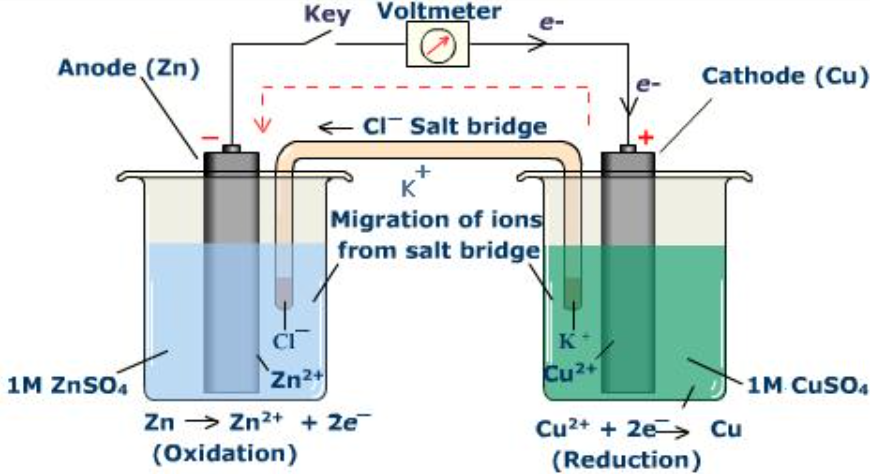 Key
Voltmeter
e-
Anode (Zn)
e-
Cathode (Cu)
−
+
← Cl⁻ Salt bridge
K⁺
Migration of ions
from salt bridge
Cl⁻
K⁺
Zn²⁺
Cu²⁺
1M ZnSO₄
1M CuSO₄
Zn → Zn²⁺ + 2e⁻
(Oxidation)
Cu²⁺ + 2e⁻→ Cu
(Reduction)